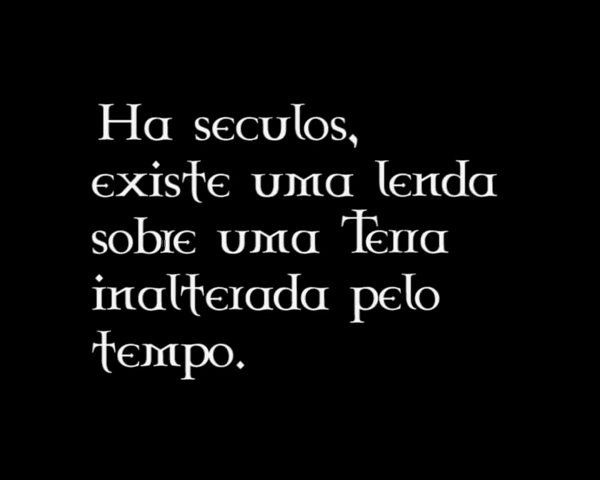 Ha seculos,
existe uma lenda
sobre uma Terra
inalterada pelo
tempo.